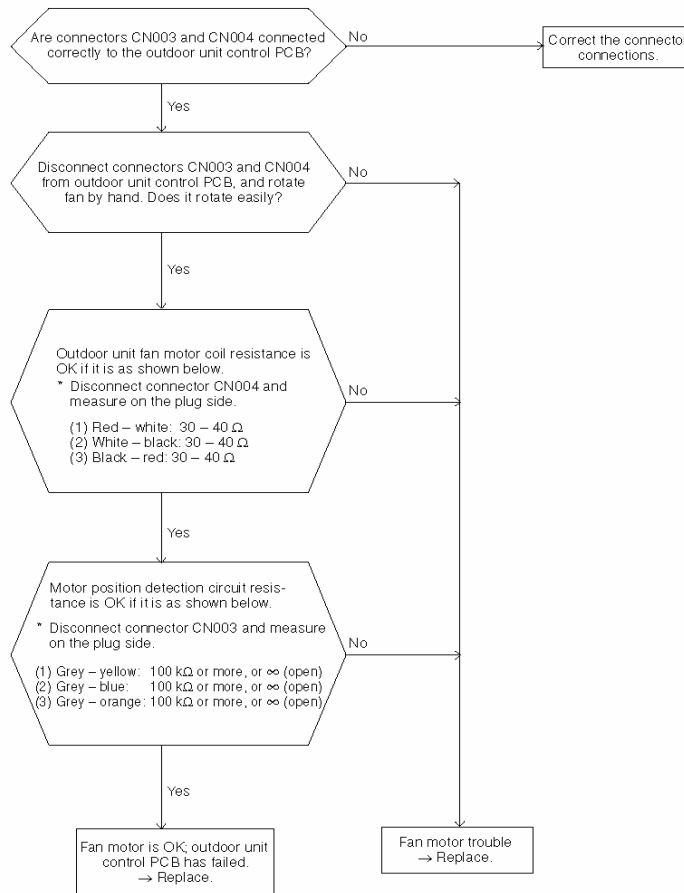 Are connectors CN003 and CN004 connected
correctly to the outdoor unit control PCB?
No
Correct the connector
connections.
Yes
Disconnect connectors CN003 and CN004
from outdoor unit control PCB, and rotate
fan by hand. Does it rotate easily?
No
Yes
Outdoor unit fan motor coil resistance is
OK if it is as shown below.
* Disconnect connector CN004 and
measure on the plug side.
(1) Red – white: 30 – 40 Ω
(2) White – black: 30 – 40 Ω
(3) Black – red: 30 – 40 Ω
No
Yes
Motor position detection circuit resis-
tance is OK if it is as shown below.
* Disconnect connector CN003 and measure
on the plug side.
(1) Grey – yellow: 100 kΩ or more, or ∞ (open)
(2) Grey – blue: 100 kΩ or more, or ∞ (open)
(3) Grey – orange: 100 kΩ or more, or ∞ (open)
No
Yes
Fan motor is OK; outdoor unit
control PCB has failed.
→ Replace.
Fan motor trouble
→ Replace.